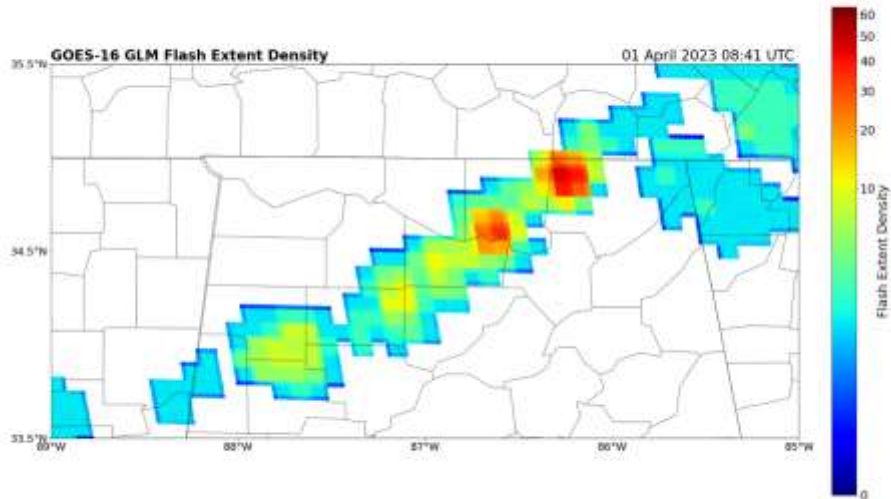 GOES-16 GLM Flash Extent Density 01 April 2023 08:41 UTC
35.5°N
34.5°N
33.5°N
89°W 88°W 87°W 86°W 85°W
60
50
40
30
20
10
0
Flash Extent Density